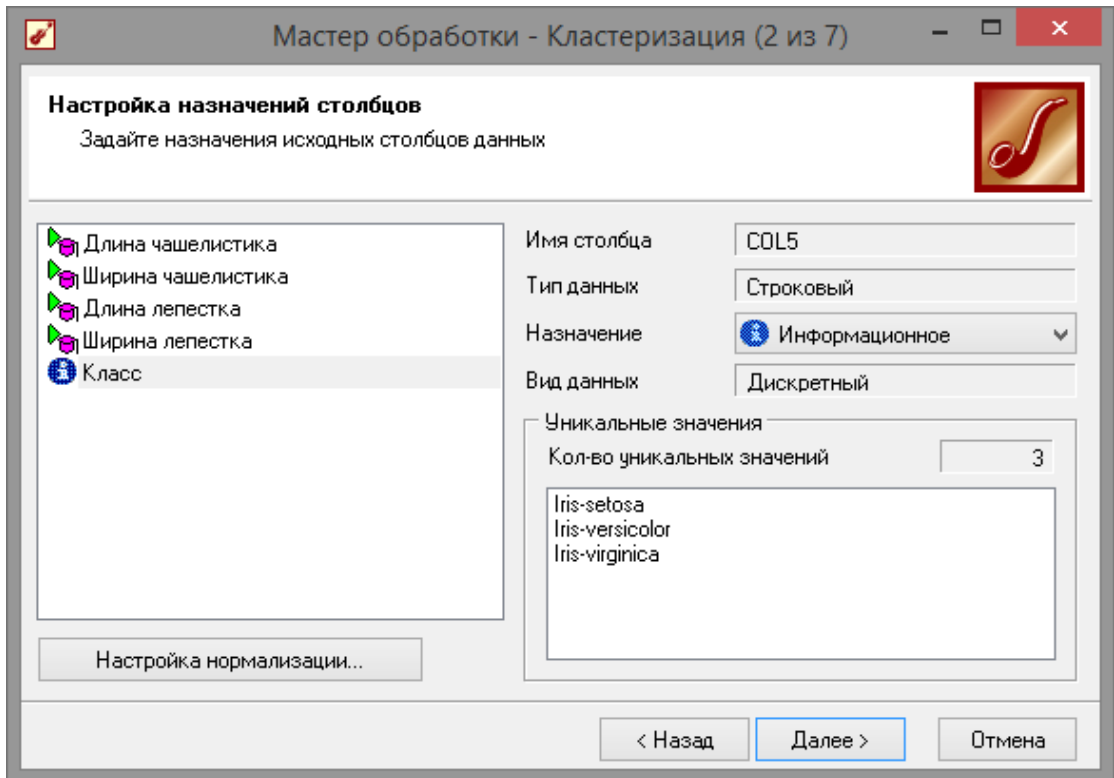 Мастер обработки - Кластеризация (2 из 7)
Настройка назначений столбцов
Задайте назначения исходных столбцов данных
Длина чашелистика
Ширина чашелистика
Длина лепестка
Ширина лепестка
Класс
Настройка нормализации...
Имя столбца COL5
Тип данных Строковый
Назначение Информационное
Вид данных Дискретный
Уникальные значения
Кол-во уникальных значений 3
Iris-setosa
Iris-versicolor
Iris-virginica
< Назад Далее > Отмена